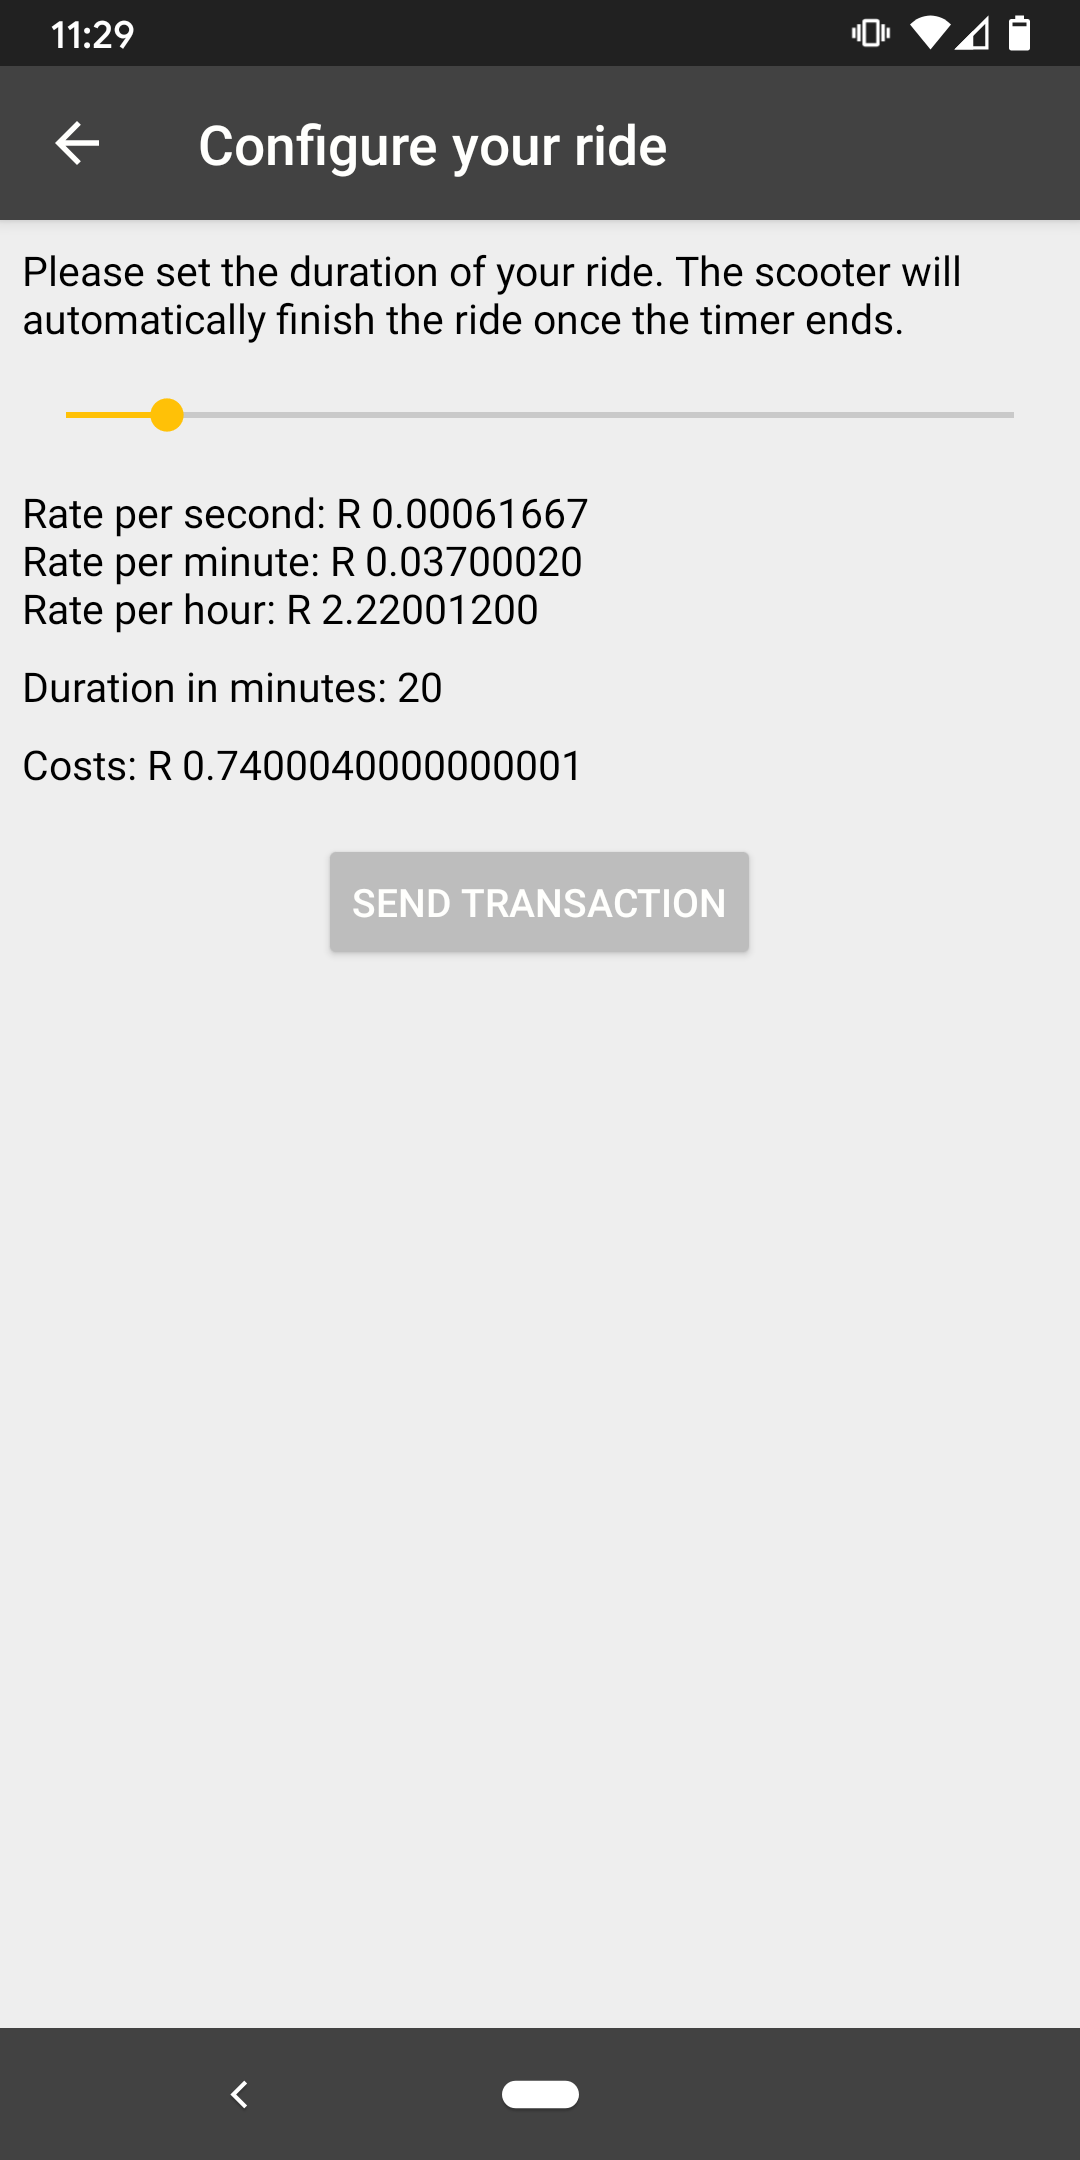 11:29
Configure your ride
Please set the duration of your ride. The scooter will
automatically finish the ride once the timer ends.
Rate per second: R 0.00061667
Rate per minute: R 0.03700020
Rate per hour: R 2.22001200
Duration in minutes: 20
Costs: R 0.7400040000000001
SEND TRANSACTION